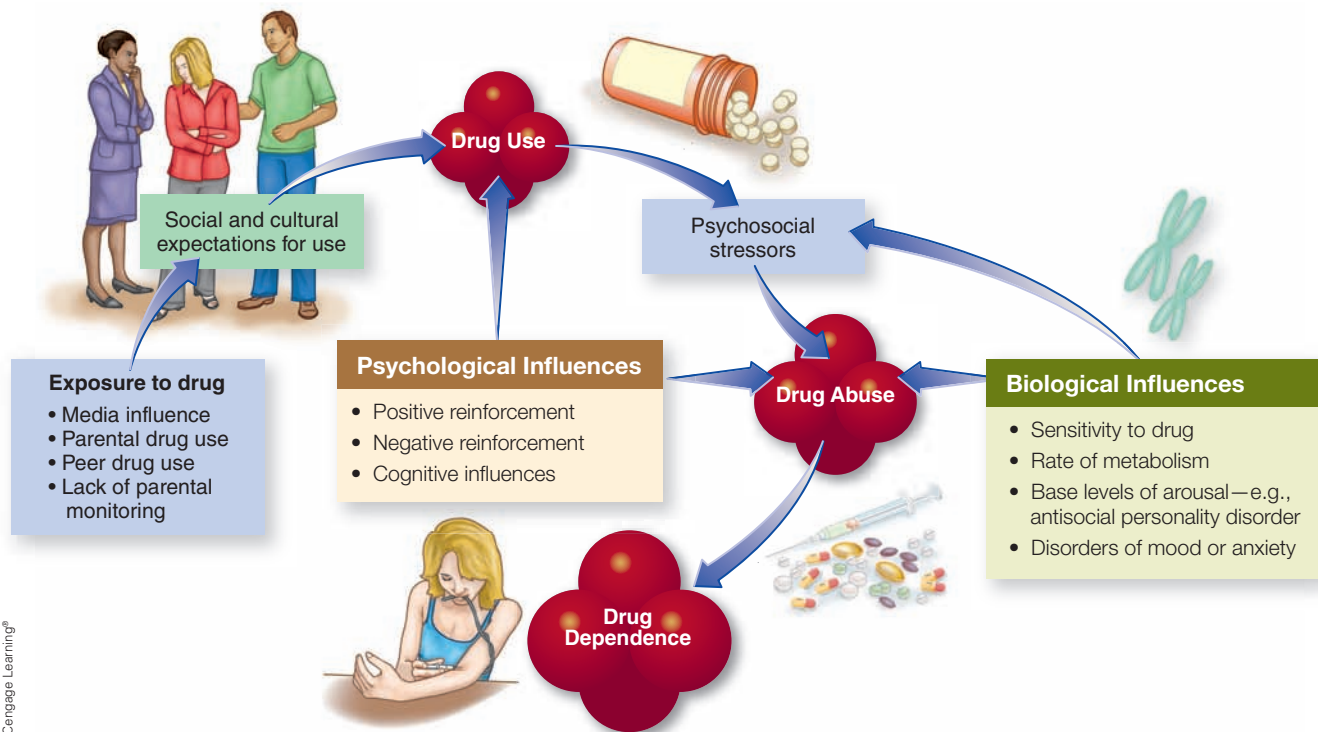 Drug Use
Social and cultural
expectations for use
Psychosocial
stressors
Exposure to drug
• Media influence
• Parental drug use
• Peer drug use
• Lack of parental
monitoring
Psychological Influences
• Positive reinforcement
• Negative reinforcement
• Cognitive influences
Drug Abuse
Biological Influences
• Sensitivity to drug
• Rate of metabolism
• Base levels of arousal—e.g.,
antisocial personality disorder
• Disorders of mood or anxiety
Drug
Dependence
Cengage Learning®